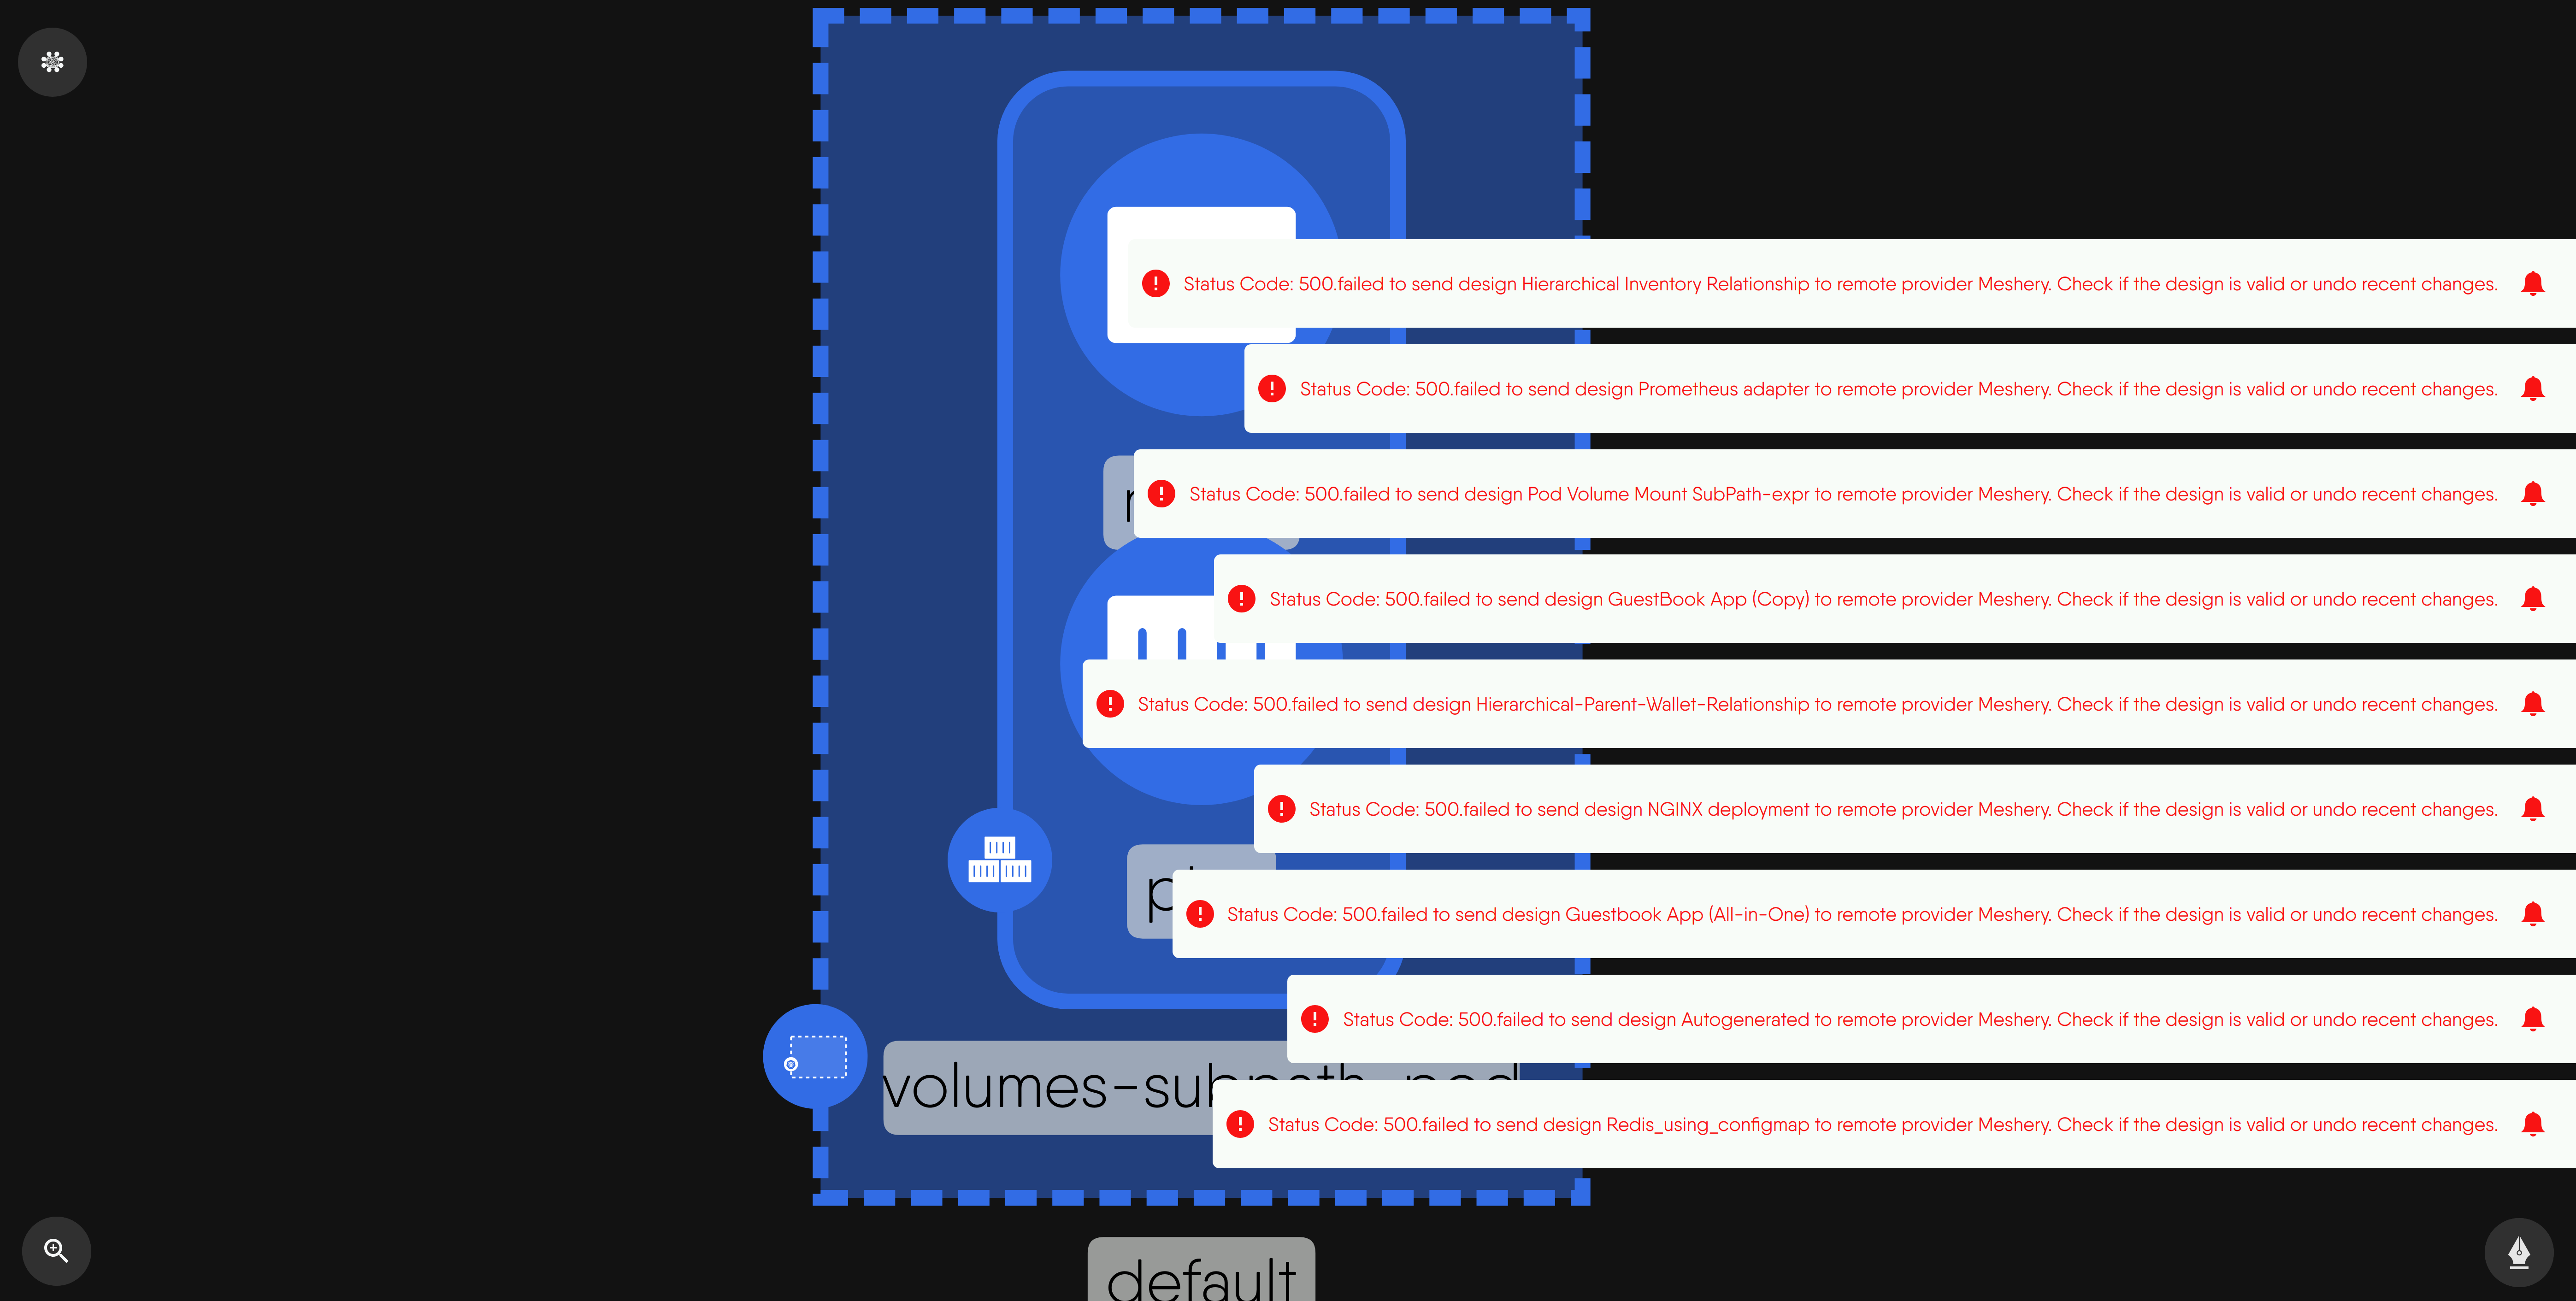 Status Code: 500.failed to send design Hierarchical Inventory Relationship to remote provider Meshery. Check if the design is valid or undo recent changes.
Status Code: 500.failed to send design Prometheus adapter to remote provider Meshery. Check if the design is valid or undo recent changes.
Status Code: 500.failed to send design Pod Volume Mount SubPath-expr to remote provider Meshery. Check if the design is valid or undo recent changes.
Status Code: 500.failed to send design GuestBook App (Copy) to remote provider Meshery. Check if the design is valid or undo recent changes.
Status Code: 500.failed to send design Hierarchical-Parent-Wallet-Relationship to remote provider Meshery. Check if the design is valid or undo recent changes.
Status Code: 500.failed to send design NGINX deployment to remote provider Meshery. Check if the design is valid or undo recent changes.
Status Code: 500.failed to send design Guestbook App (All-in-One) to remote provider Meshery. Check if the design is valid or undo recent changes.
Status Code: 500.failed to send design Autogenerated to remote provider Meshery. Check if the design is valid or undo recent changes.
volumes-subpath-pod
Status Code: 500.failed to send design Redis_using_configmap to remote provider Meshery. Check if the design is valid or undo recent changes.
default